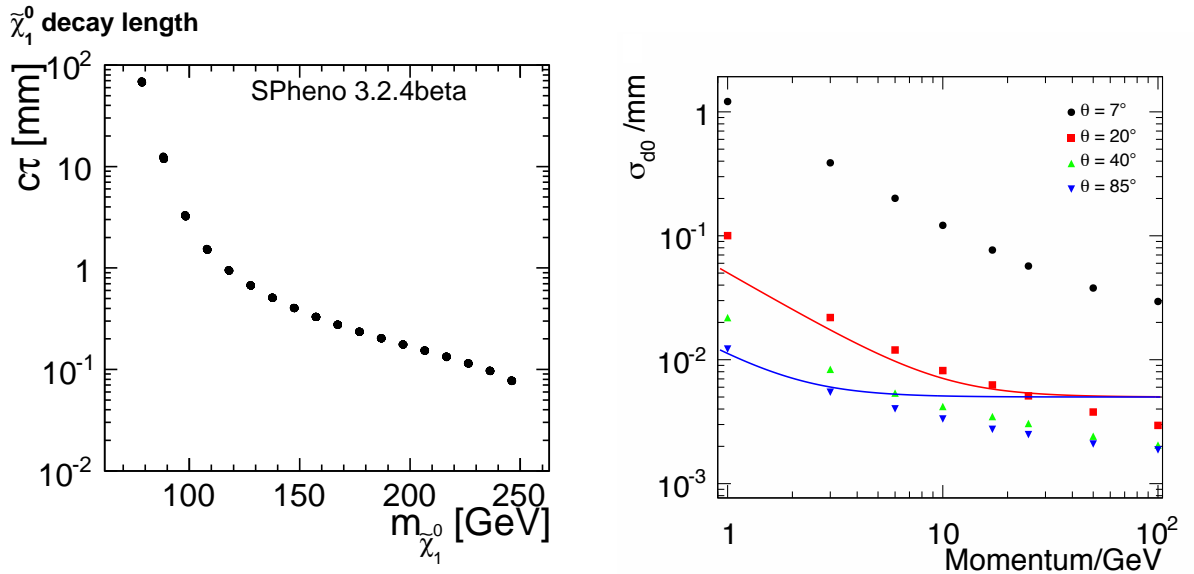 χ̃₁⁰ decay length
SPheno 3.2.4beta
cτ [mm]
10²
10
1
10⁻¹
10⁻²
100
150
200
250
m_χ̃₁⁰ [GeV]
σ_d0 /mm
1
10⁻¹
10⁻²
10⁻³
θ = 7°
θ = 20°
θ = 40°
θ = 85°
1
10
10²
Momentum/GeV